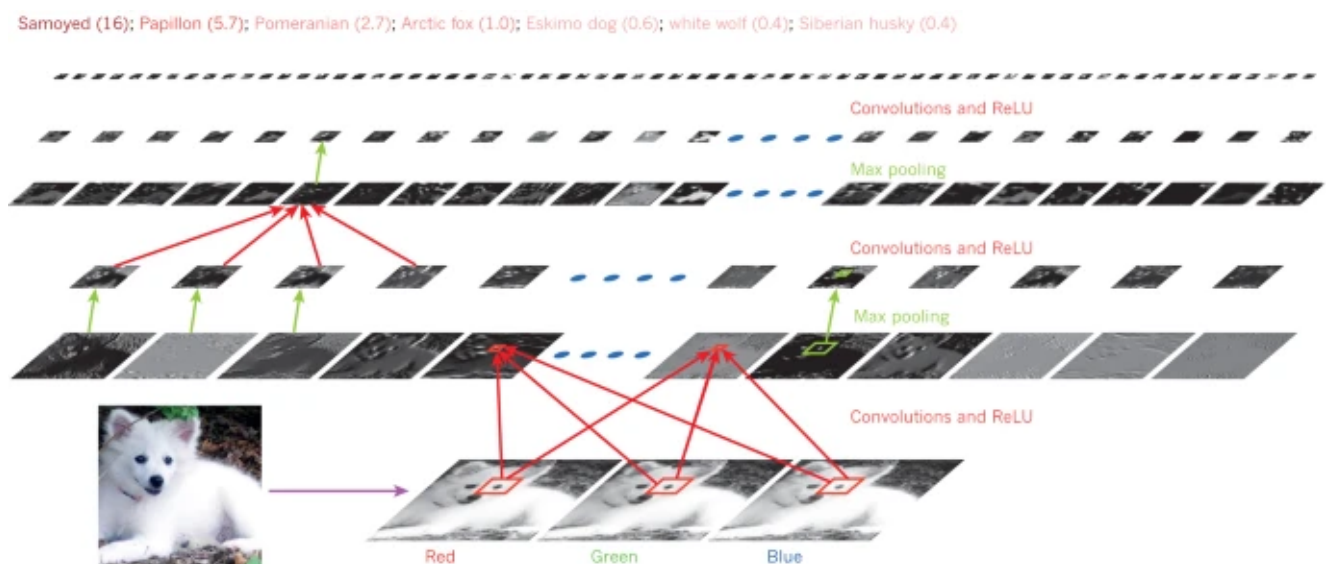 Samoyed (16); Papillon (5.7); Pomeranian (2.7); Arctic fox (1.0); Eskimo dog (0.6); white wolf (0.4); Siberian husky (0.4)
Convolutions and ReLU
Max pooling
Convolutions and ReLU
Max pooling
Convolutions and ReLU
Red Green Blue